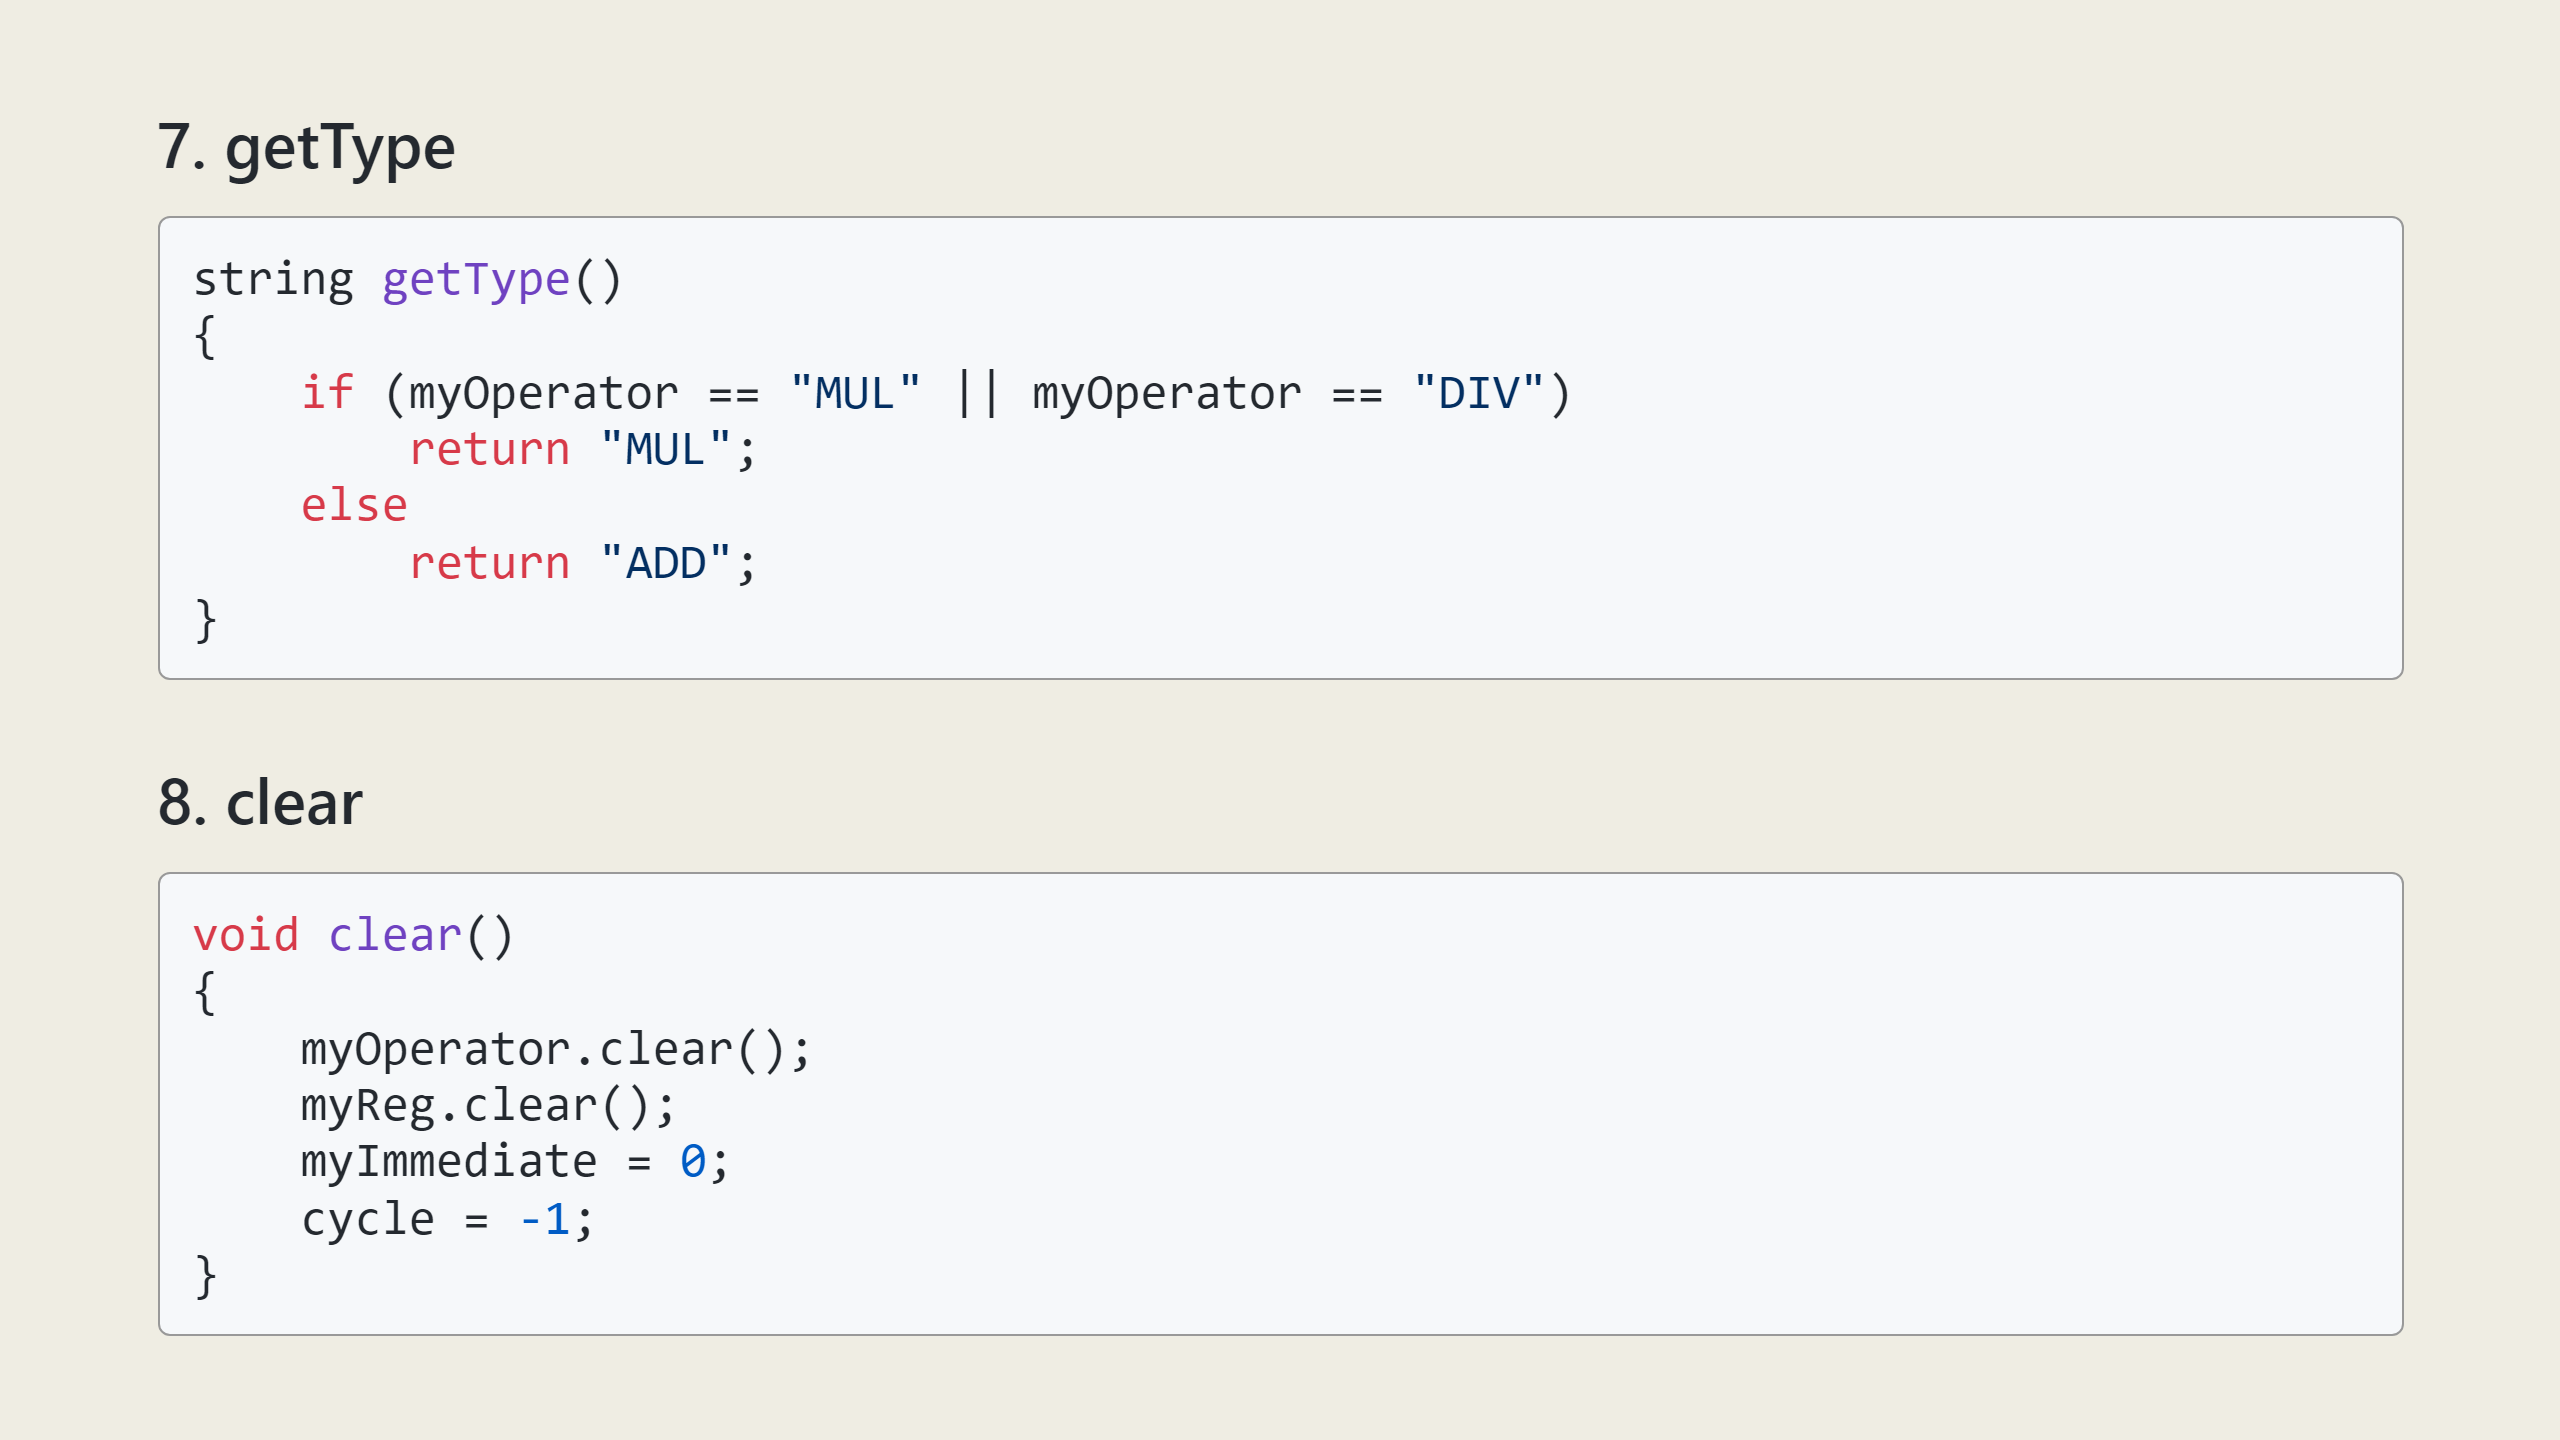 7. getType
string getType()
{
    if (myOperator == "MUL" || myOperator == "DIV")
        return "MUL";
    else
        return "ADD";
}
8. clear
void clear()
{
    myOperator.clear();
    myReg.clear();
    myImmediate = 0;
    cycle = -1;
}